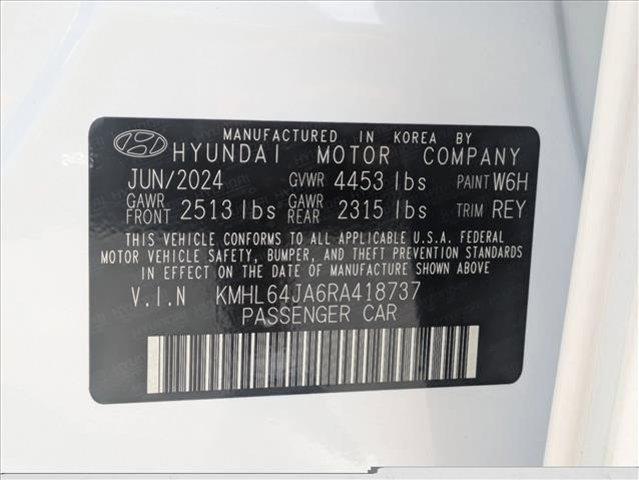 MANUFACTURED IN KOREA BY
HYUNDAI MOTOR COMPANY
JUN/2024 GVWR 4453 lbs PAINT W6H
GAWR FRONT 2513 lbs GAWR REAR 2315 lbs TRIM REY
THIS VEHICLE CONFORMS TO ALL APPLICABLE U.S.A. FEDERAL
MOTOR VEHICLE SAFETY, BUMPER, AND THEFT PREVENTION STANDARDS
IN EFFECT ON THE DATE OF MANUFACTURE SHOWN ABOVE.
V.I.N KMHL64JA6RA418737
PASSENGER CAR